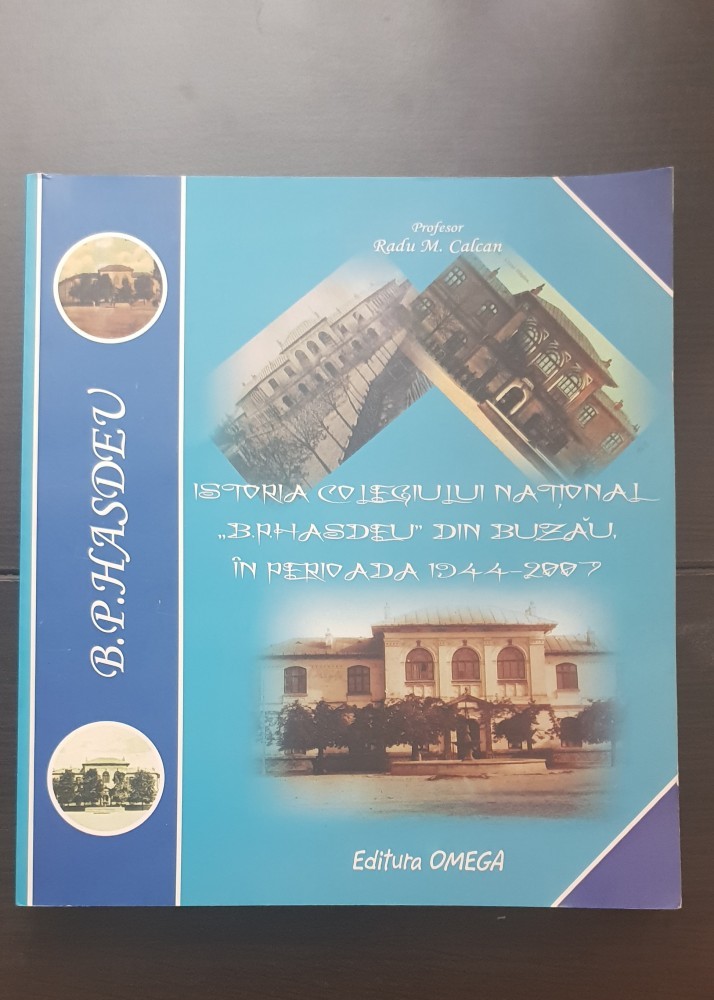 Profesor
Radu M. Calcan
B.P.HASDEU
ISTORIA COLEGIULUI NAȚIONAL
„B.P.HASDEU” DIN BUZĂU,
ÎN PERIOADA 1944-2007
Editura OMEGA